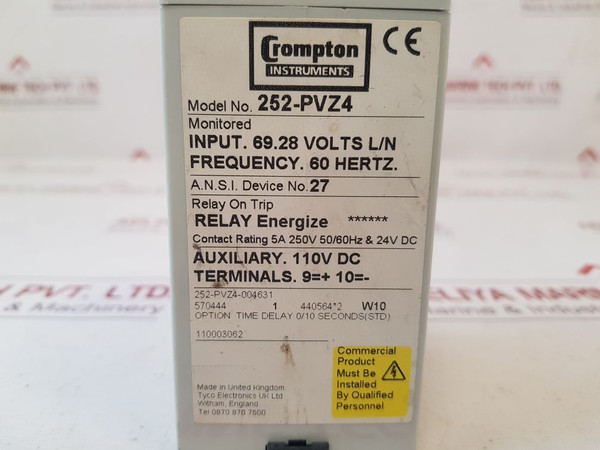 Crompton
INSTRUMENTS
CE
Model No. 252-PVZ4
Monitored
INPUT. 69.28 VOLTS L/N
FREQUENCY. 60 HERTZ.
A.N.S.I. Device No. 27
Relay On Trip
RELAY Energize ******
Contact Rating 5A 250V 50/60Hz & 24V DC
AUXILIARY. 110V DC
TERMINALS. 9=+ 10=-
252-PVZ4-004631
570444 1 440564*2 W10
OPTION TIME DELAY 0/10 SECONDS(STD)
110003062
Commercial
Product
Must Be
Installed
By Qualified
Personnel
Made in United Kingdom
Tyco Electronics UK Ltd
Witham, England
Tel 0870 870 7500